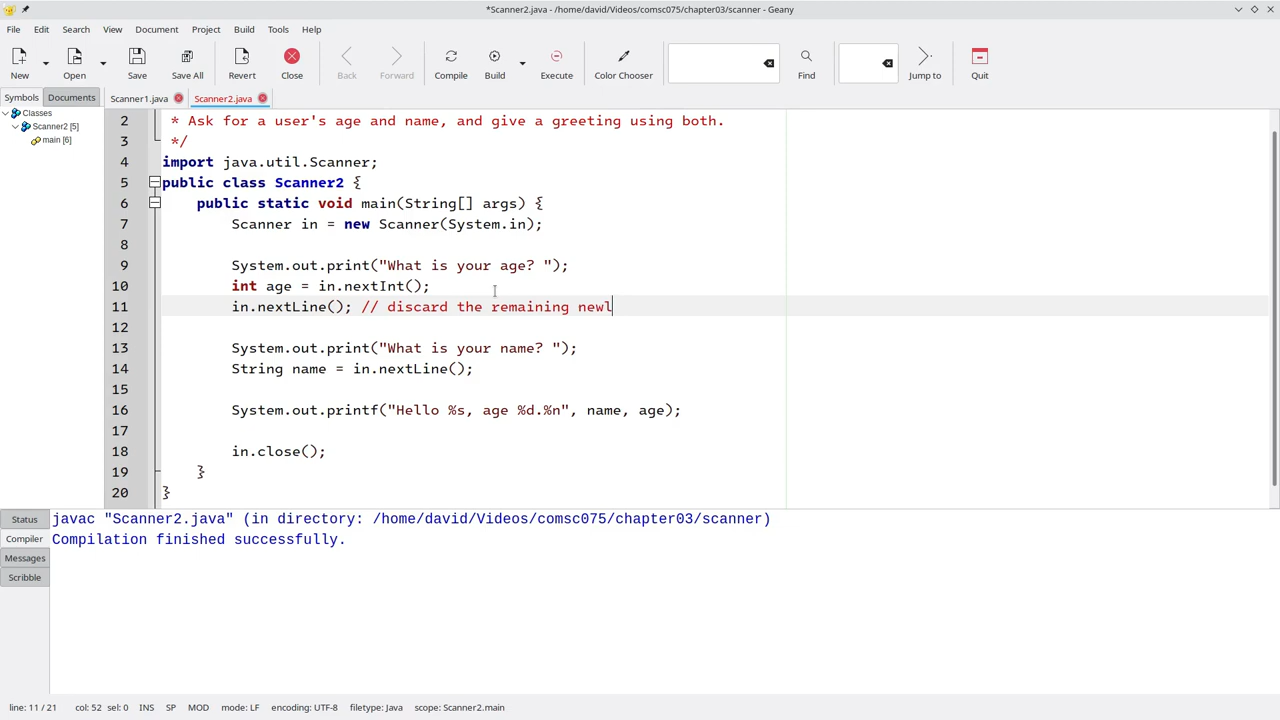 *Scanner2.java - /home/david/Videos/comsc075/chapter03/scanner - Geany
File Edit Search View Document Project Build Tools Help
New Open Save Save All Revert Close Back Forward Compile Build Execute Color Chooser Find Jump to Quit
Symbols Documents Scanner1.java Scanner2.java
Classes
Scanner2 [5]
main [6]
2 * Ask for a user's age and name, and give a greeting using both.
3 */
4 import java.util.Scanner;
5 public class Scanner2 {
6 public static void main(String[] args) {
7 Scanner in = new Scanner(System.in);
8
9 System.out.print("What is your age? ");
10 int age = in.nextInt();
11 in.nextLine(); // discard the remaining newl
12
13 System.out.print("What is your name? ");
14 String name = in.nextLine();
15
16 System.out.printf("Hello %s, age %d.%n", name, age);
17
18 in.close();
19 }
20 }
Status
Compiler
Messages
Scribble
javac "Scanner2.java" (in directory: /home/david/Videos/comsc075/chapter03/scanner)
Compilation finished successfully.
line: 11 / 21 col: 52 sel: 0 INS SP MOD mode: LF encoding: UTF-8 filetype: Java scope: Scanner2.main